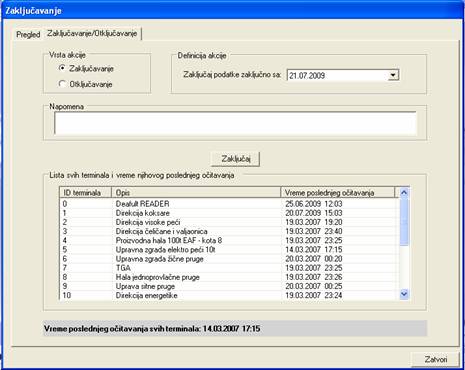 Zaključavanje
Pregled Zaključavanje/Otključavanje
Vista akcije
Zaključavanje
Otključavanje
Definicija akcije
Zaključaj podatke zaključno sa: 21.07.2009
Napomena
Zaključaj
Lista svih terminala i vreme njihovog poslednjeg očitavanja
ID terminala Opis Vreme poslednjeg očitavanja
0 Deafult READER 25.06.2009 12:03
1 Direkcija koksare 20.07.2009 15:03
2 Direkcija visoke peći 19.03.2007 19:20
3 Direkcija čeličane i valjaonica 19.03.2007 23:40
4 Proizvodna hala 100t EAF - kota 8 19.03.2007 23:25
5 Upravna zgrada elektro peći 10t 14.03.2007 17:15
6 Upravna zgrada žične pruge 20.03.2007 00:20
7 TGA 19.03.2007 23:24
8 Hala jednoprovlačne pruge 19.03.2007 23:26
9 Uprava sitne pruge 20.03.2007 00:25
10 Direkcija energetike 19.03.2007 23:24
Vreme poslednjeg očitavanja svih terminala: 14.03.2007 17:15
Zatvori